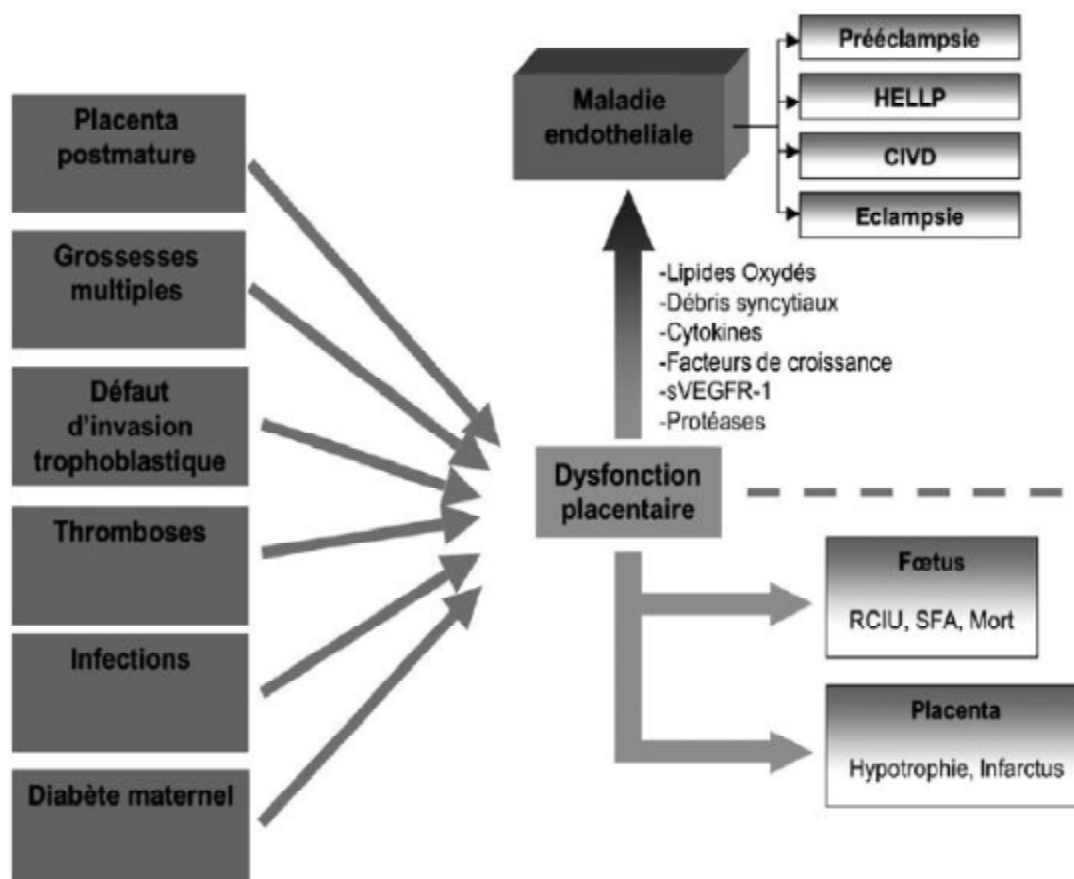 Placenta
postmature
Grossesses
multiples
Défaut
d'invasion
trophoblastique
Thromboses
Infections
Diabète maternel
Maladie
endotheliale
Prééclampsie
HELLP
CIVD
Eclampsie
-Lipides Oxydés
-Débris syncytiaux
-Cytokines
-Facteurs de croissance
-sVEGFR-1
-Protéases
Dysfonction
placentaire
Fœtus
RCIU, SFA, Mort
Placenta
Hypotrophie, Infarctus